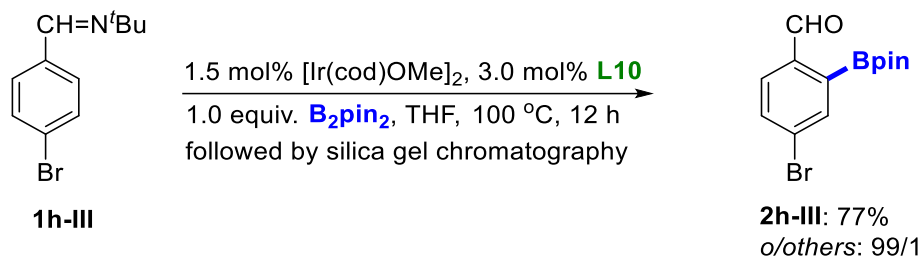 CH=NᵗBu
Br
1h-III
1.5 mol% [Ir(cod)OMe]₂, 3.0 mol% L10
1.0 equiv. B₂pin₂, THF, 100 °C, 12 h
followed by silica gel chromatography
CHO
Bpin
Br
2h-III: 77%
o/others: 99/1